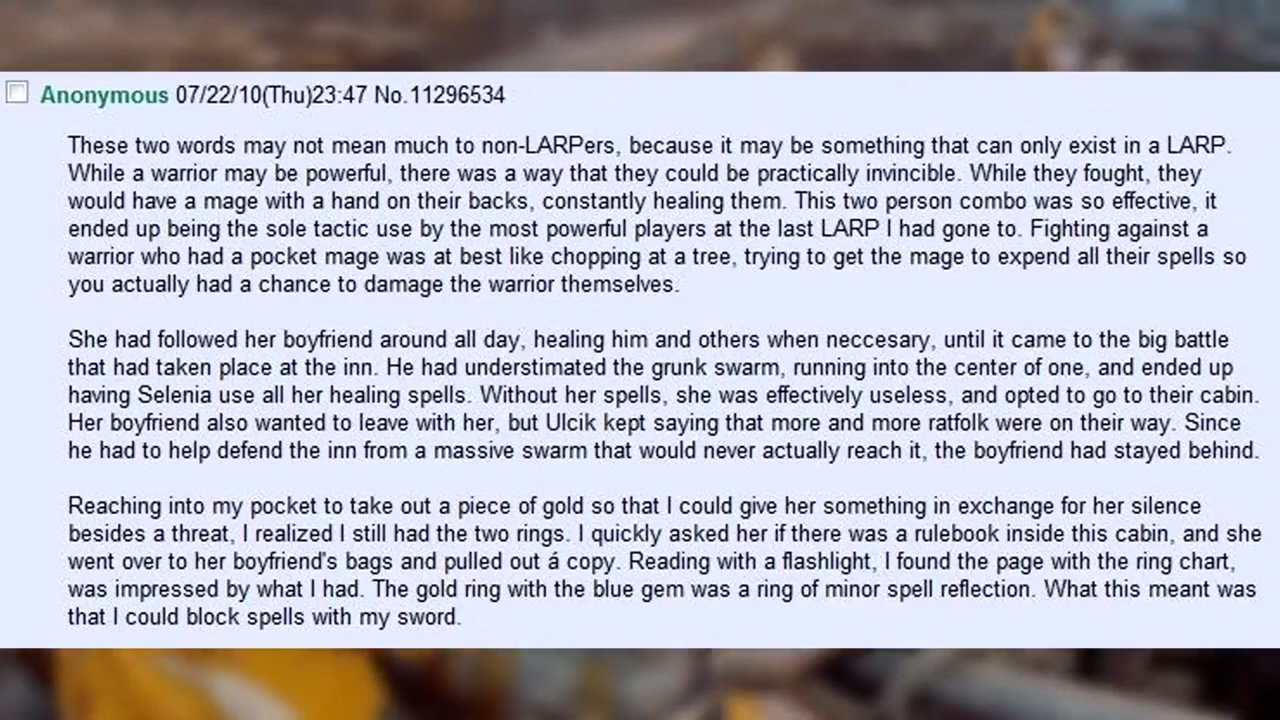 Anonymous 07/22/10(Thu)23:47 No.11296534
These two words may not mean much to non-LARPers, because it may be something that can only exist in a LARP.
While a warrior may be powerful, there was a way that they could be practically invincible. While they fought, they
would have a mage with a hand on their backs, constantly healing them. This two person combo was so effective, it
ended up being the sole tactic use by the most powerful players at the last LARP I had gone to. Fighting against a
warrior who had a pocket mage was at best like chopping at a tree, trying to get the mage to expend all their spells so
you actually had a chance to damage the warrior themselves.
She had followed her boyfriend around all day, healing him and others when neccesary, until it came to the big battle
that had taken place at the inn. He had understimated the grunk swarm, running into the center of one, and ended up
having Selenia use all her healing spells. Without her spells, she was effectively useless, and opted to go to their cabin.
Her boyfriend also wanted to leave with her, but Ulcik kept saying that more and more ratfolk were on their way. Since
he had to help defend the inn from a massive swarm that would never actually reach it, the boyfriend had stayed behind.
Reaching into my pocket to take out a piece of gold so that I could give her something in exchange for her silence
besides a threat, I realized I still had the two rings. I quickly asked her if there was a rulebook inside this cabin, and she
went over to her boyfriend's bags and pulled out á copy. Reading with a flashlight, I found the page with the ring chart,
was impressed by what I had. The gold ring with the blue gem was a ring of minor spell reflection. What this meant was
that I could block spells with my sword.